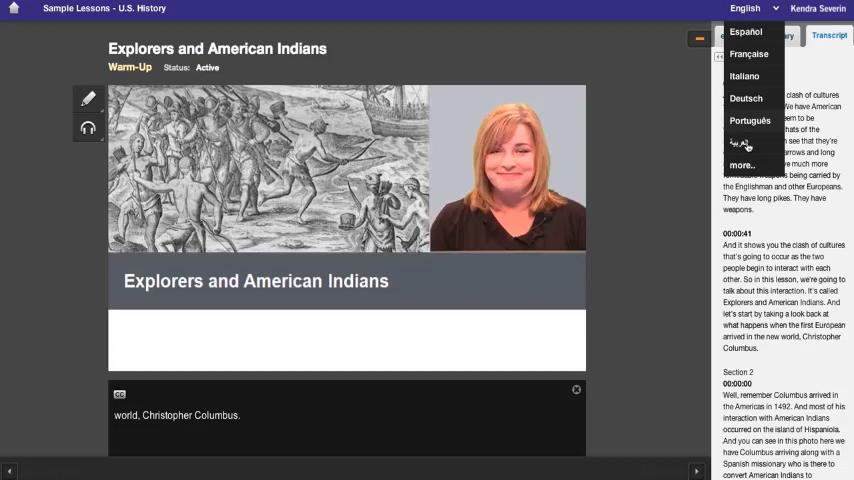 Sample Lessons - U.S. History
English
Kendra Severin
Explorers and American Indians
Warm-Up Status: Active
Español
Française
Italiano
Deutsch
Português
العربية
more..
Transcript
clash of cultures
We have American
see that they're
arrows and long
much more
being carried by
the Englishman and other Europeans.
They have long pikes. They have
weapons.
00:00:41
And it shows you the clash of cultures
that's going to occur as the two
people begin to interact with each
other. So in this lesson, we're going to
talk about this interaction. It's called
Explorers and American Indians. And
let's start by taking a look back at
what happens when the first European
arrived in the new world, Christopher
Columbus.
Section 2
00:00:00
Well, remember Columbus arrived in
the Americas in 1492. And most of his
interaction with American Indians
occurred on the island of Hispaniola.
And you can see in this photo here we
have Columbus arriving along with a
Spanish missionary who is there to
convert American Indians to
Explorers and American Indians
CC
world, Christopher Columbus.